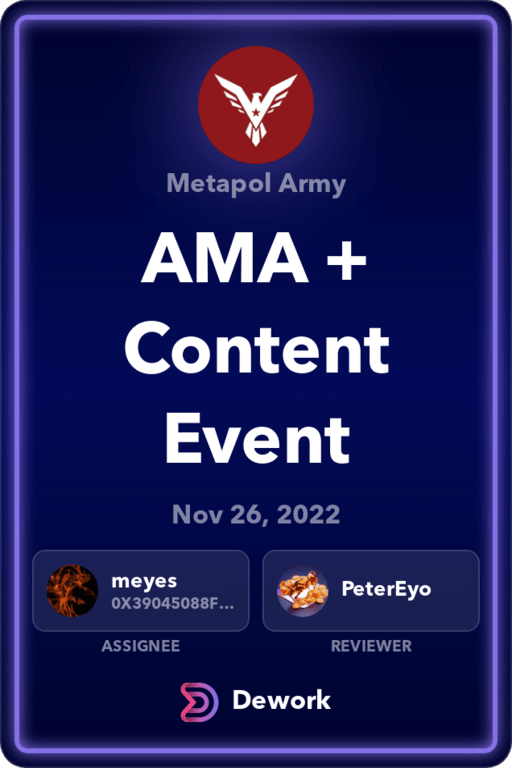 Metapol Army
AMA +
Content
Event
Nov 26, 2022
meyes
0X39045088F...
PeterEyo
ASSIGNEE
REVIEWER
Dework